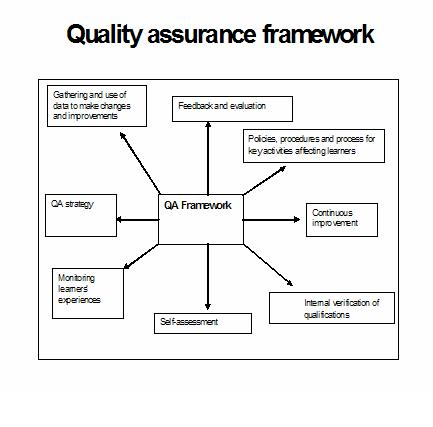 Quality assurance framework
Gathering and use of
data to make changes
and improvements
Feedback and evaluation
Policies, procedures and process for
key activities affecting learners
QA strategy
QA Framework
Continuous
improvement
Monitoring
learners'
experiences
Internal verification of
qualifications
Self-assessment